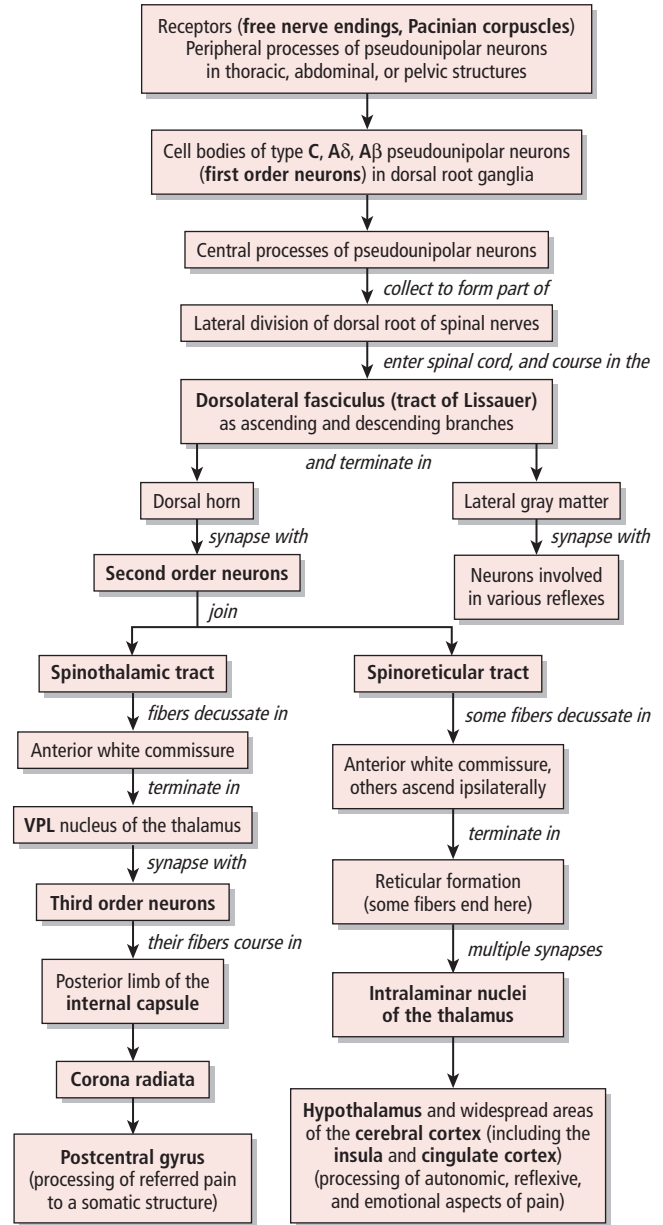 Receptors (free nerve endings, Pacinian corpuscles)
Peripheral processes of pseudounipolar neurons
in thoracic, abdominal, or pelvic structures
Cell bodies of type C, Aδ, Aβ pseudounipolar neurons
(first order neurons) in dorsal root ganglia
Central processes of pseudounipolar neurons
collect to form part of
Lateral division of dorsal root of spinal nerves
enter spinal cord, and course in the
Dorsolateral fasciculus (tract of Lissauer)
as ascending and descending branches
and terminate in
Dorsal horn
synapse with
Second order neurons
join
Lateral gray matter
synapse with
Neurons involved
in various reflexes
Spinothalamic tract
fibers decussate in
Anterior white commissure
terminate in
VPL nucleus of the thalamus
synapse with
Third order neurons
their fibers course in
Posterior limb of the
internal capsule
Corona radiata
Postcentral gyrus
(processing of referred pain
to a somatic structure)
Spinoreticular tract
some fibers decussate in
Anterior white commissure,
others ascend ipsilaterally
terminate in
Reticular formation
(some fibers end here)
multiple synapses
Intralaminar nuclei
of the thalamus
Hypothalamus and widespread areas
of the cerebral cortex (including the
insula and cingulate cortex)
(processing of autonomic, reflexive,
and emotional aspects of pain)